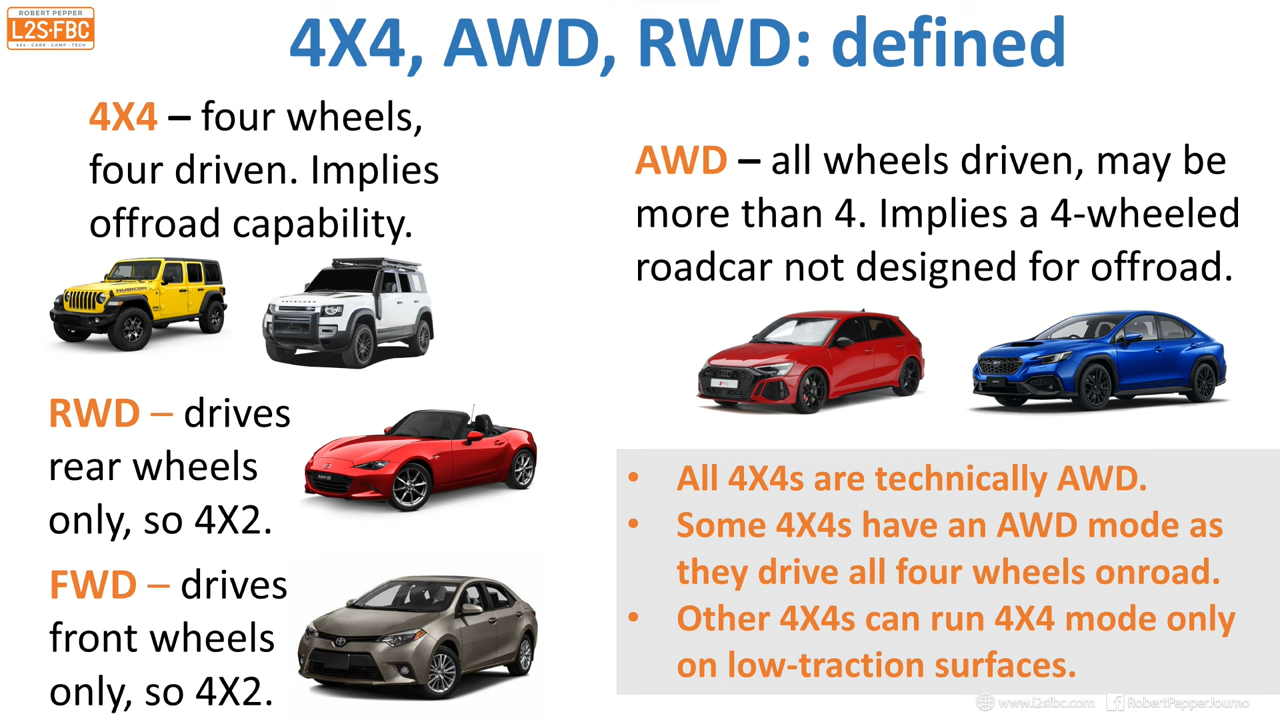 ROBERT PEPPER
L2S-FBC
4X4 - CARS - CAMP - TECH
4X4, AWD, RWD: defined
4X4 – four wheels,
four driven. Implies
offroad capability.
AWD – all wheels driven, may be
more than 4. Implies a 4-wheeled
roadcar not designed for offroad.
RUBICON
DEFENDER
RWD – drives
rear wheels
only, so 4X2.
MX-5
FWD – drives
front wheels
only, so 4X2.
• All 4X4s are technically AWD.
• Some 4X4s have an AWD mode as
they drive all four wheels onroad.
• Other 4X4s can run 4X4 mode only
on low-traction surfaces.
www.l2sfbc.com
RobertPepperJourno